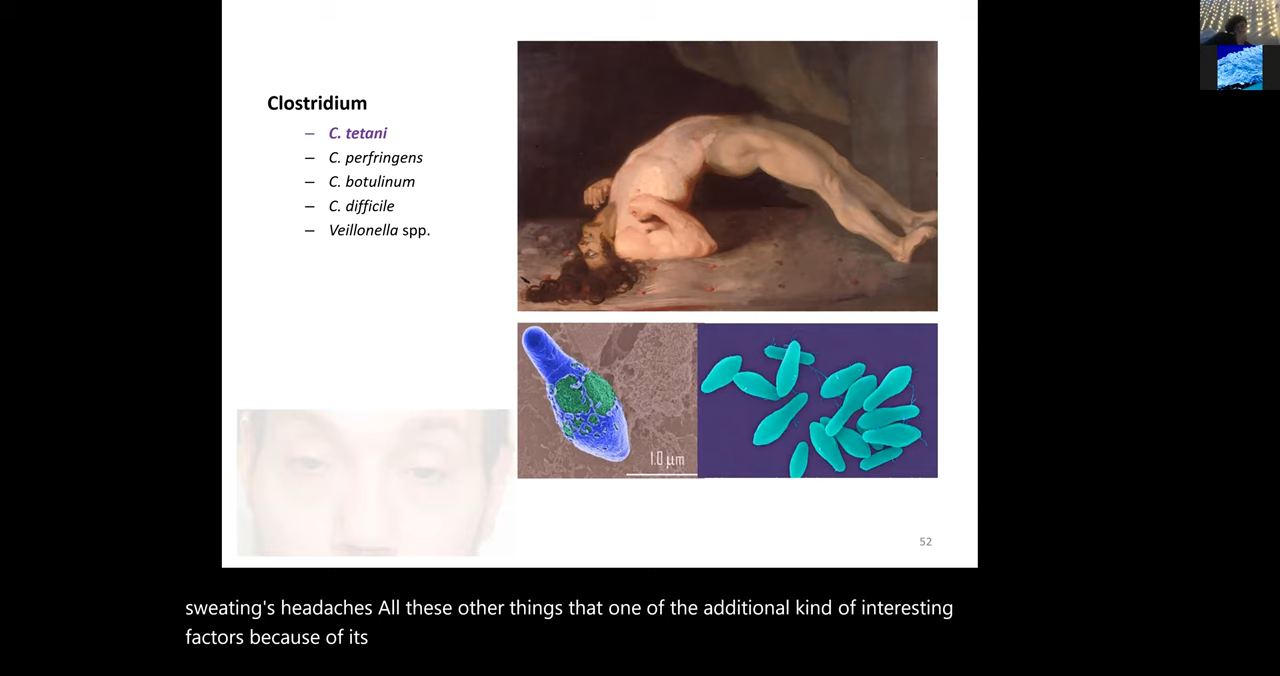 Clostridium
– C. tetani
– C. perfringens
– C. botulinum
– C. difficile
– Veillonella spp.
1.0 μm
52
sweating's headaches All these other things that one of the additional kind of interesting
factors because of its